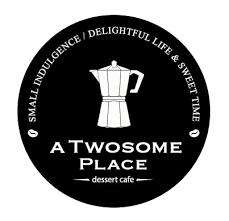 SMALL INDULGENCE / DELIGHTFUL LIFE & SWEET TIME
A TWOSOME
PLACE
dessert cafe